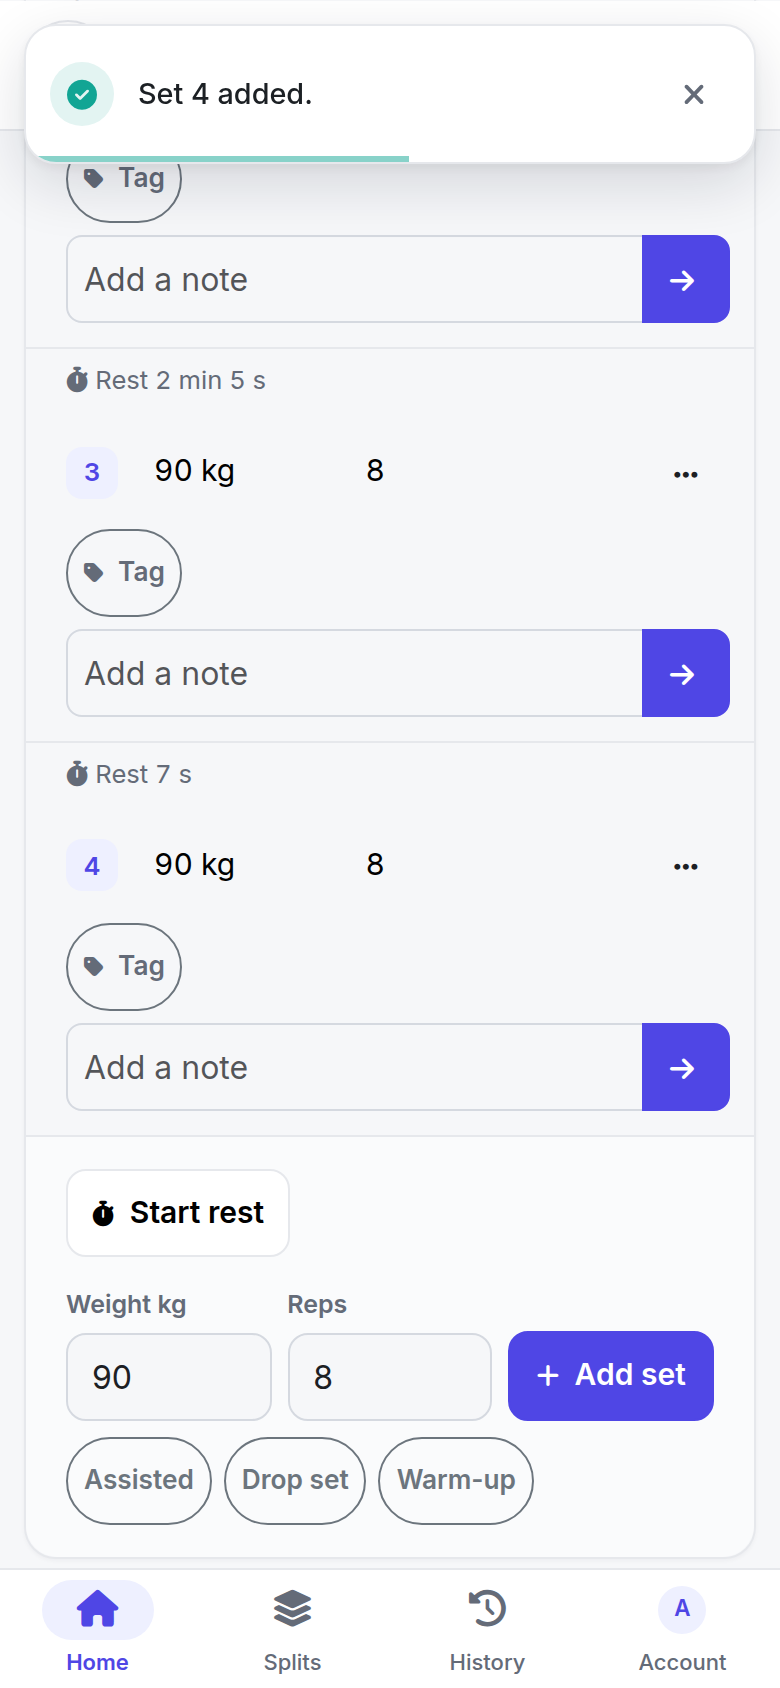 Set 4 added.
Tag
Add a note
Rest 2 min 5 s
3 90 kg 8
Tag
Add a note
Rest 7 s
4 90 kg 8
Tag
Add a note
Start rest
Weight kg Reps
90 8 Add set
Assisted Drop set Warm-up
A
Home Splits History Account